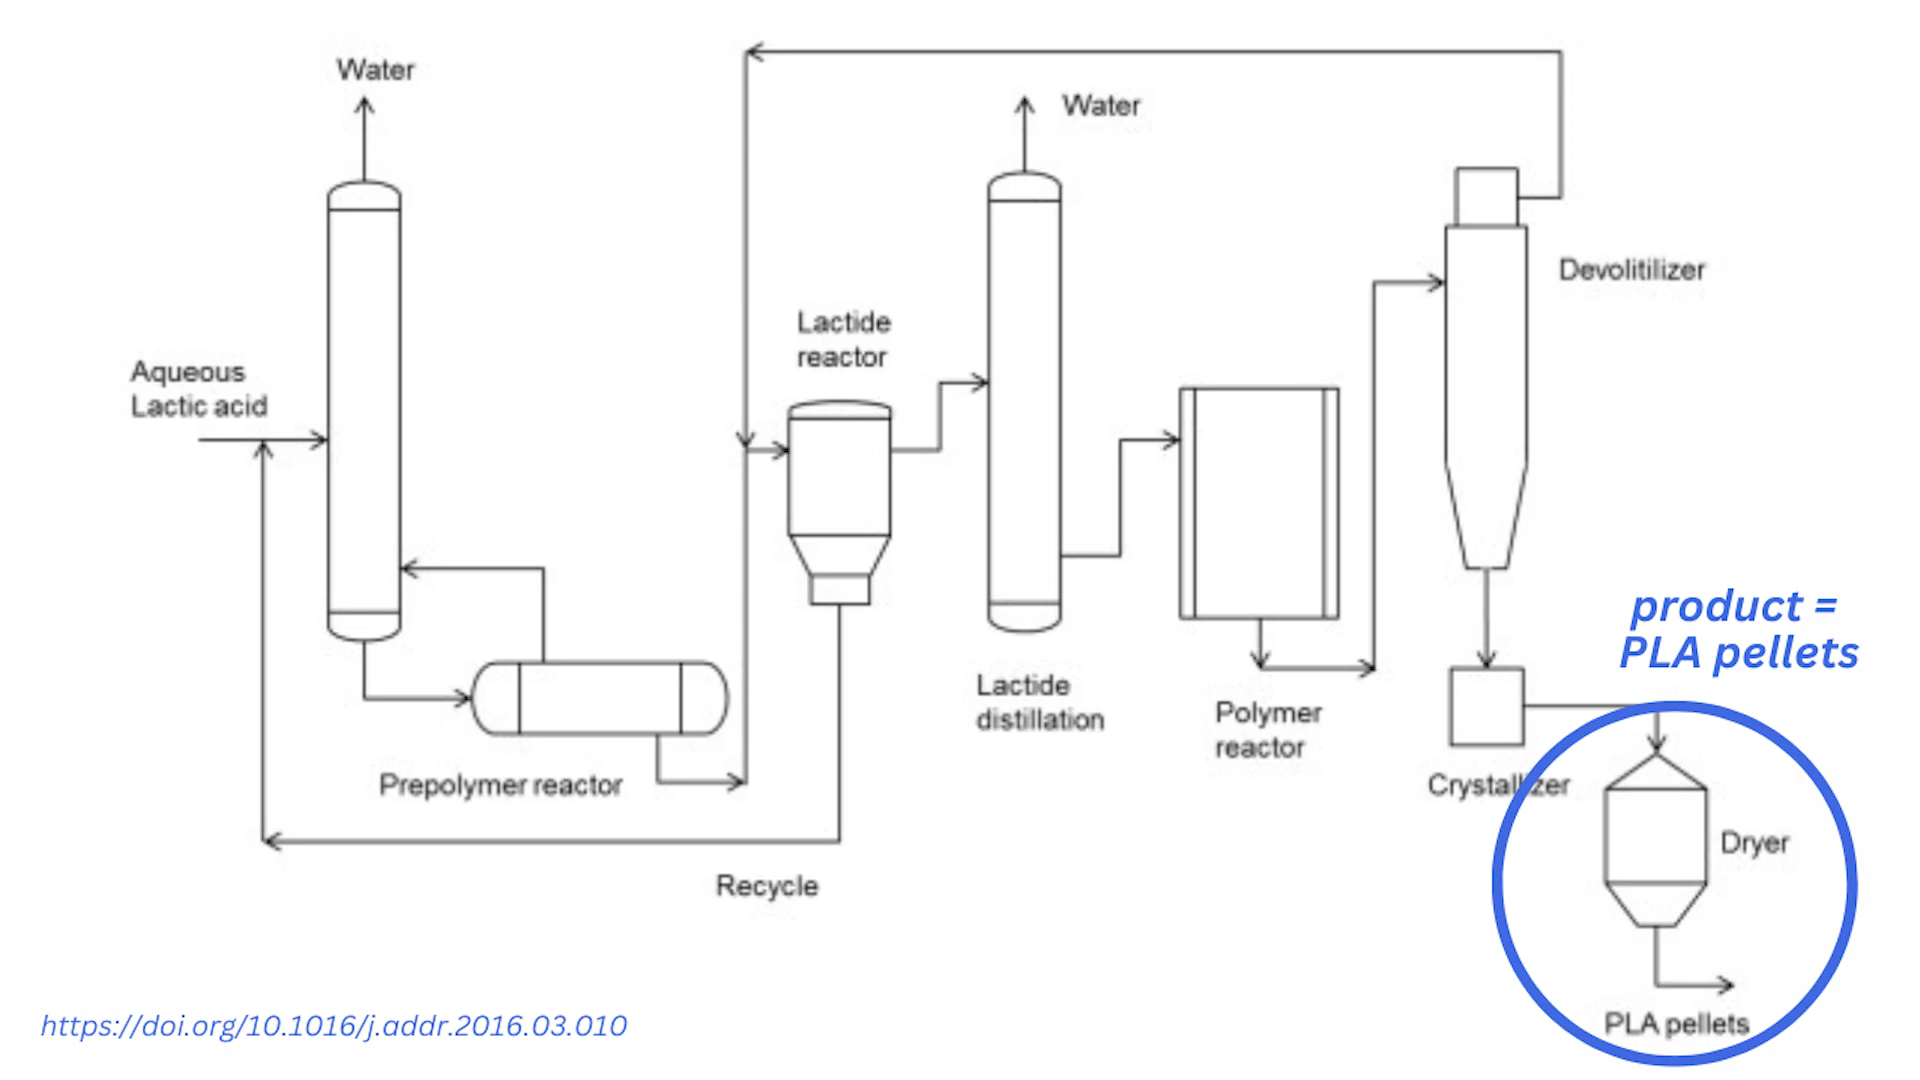 Water
Water
Devolitilizer
Lactide
reactor
Aqueous
Lactic acid
product =
PLA pellets
Lactide
distillation
Polymer
reactor
Prepolymer reactor
Crystallizer
Dryer
Recycle
PLA pellets
https://doi.org/10.1016/j.addr.2016.03.010